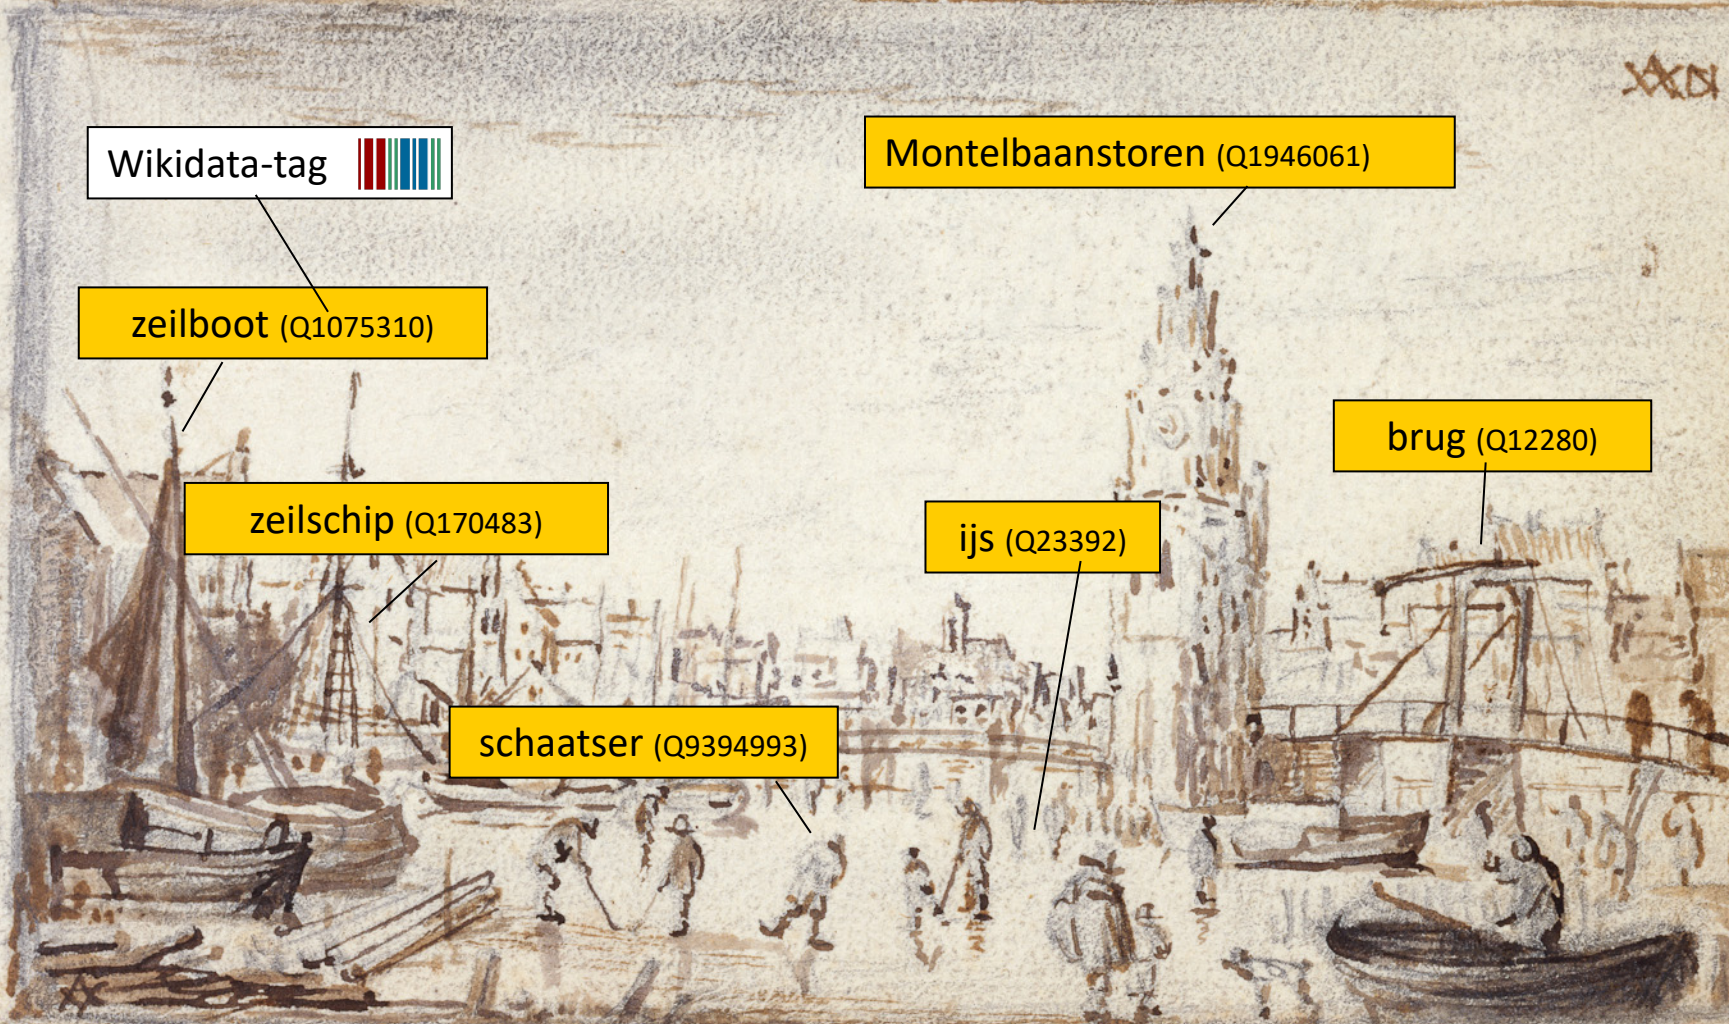 Wikidata-tag
Montelbaanstoren (Q1946061)
zeilboot (Q1075310)
brug (Q12280)
zeilschip (Q170483)
ijs (Q23392)
schaatser (Q9394993)